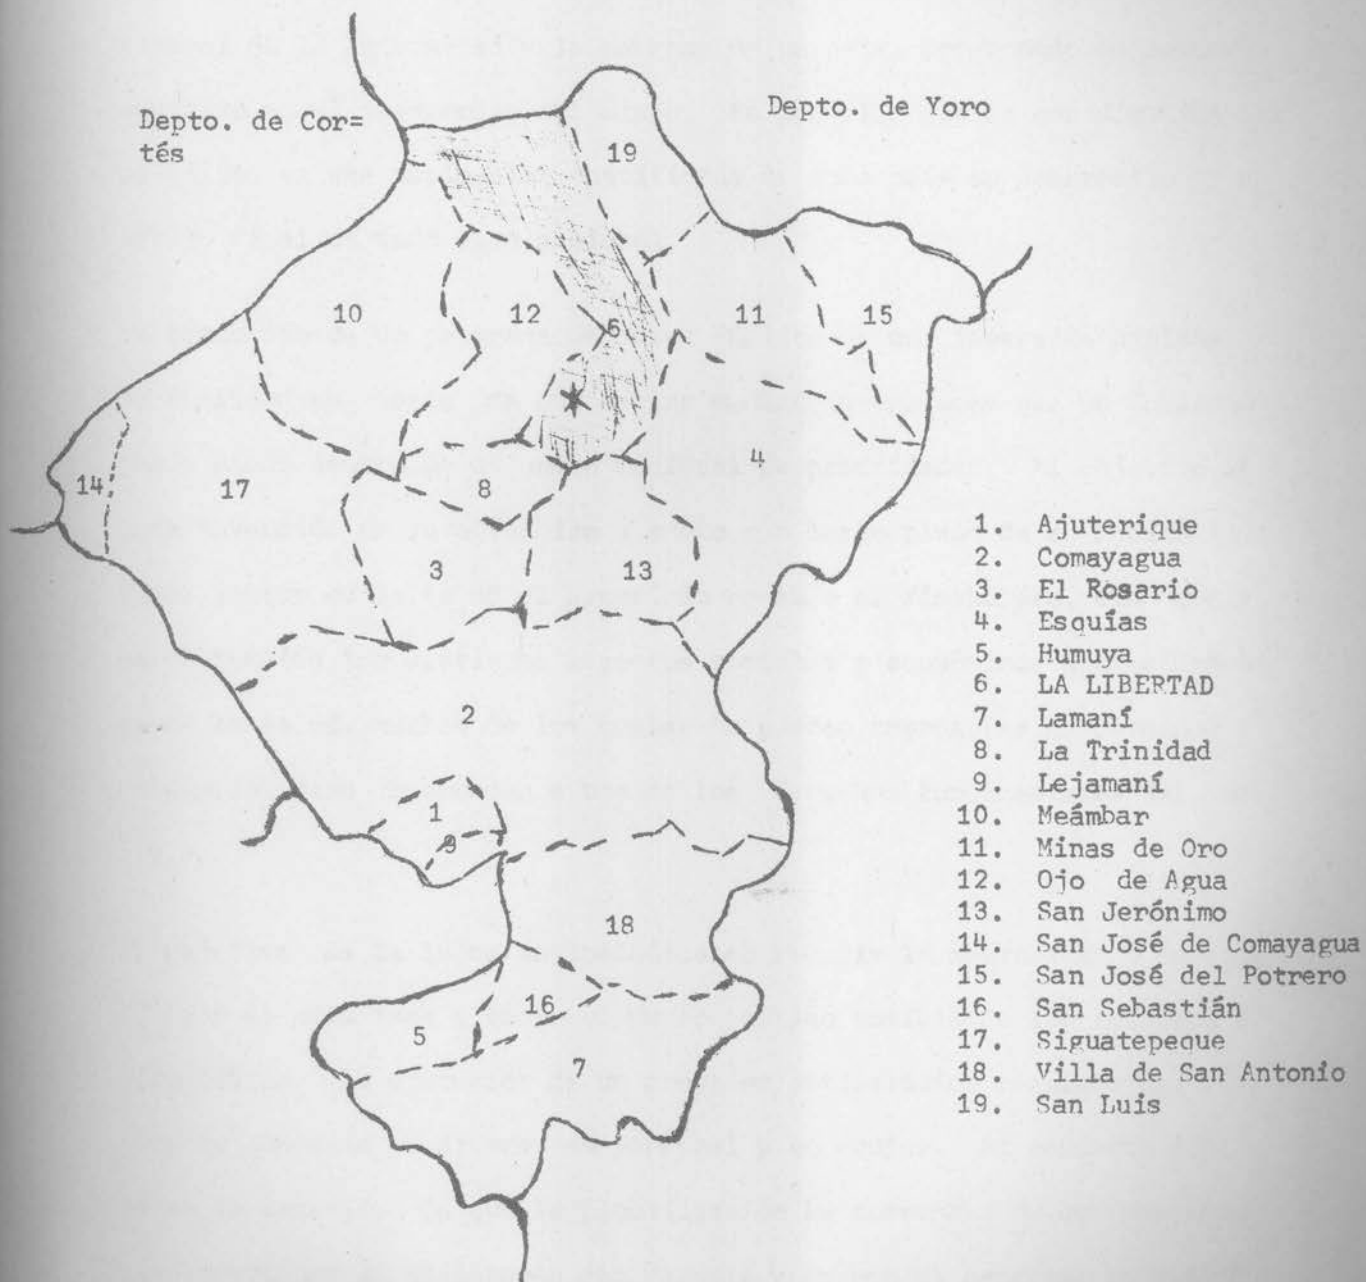 Depto. de Cor=
tés
Depto. de Yoro
19
10
12
6
11
15
14
17
8
4
3
13
2
1
9
18
16
5
7
1. Ajuterique
2. Comayagua
3. El Rosario
4. Esquías
5. Humuya
6. LA LIBERTAD
7. Lamaní
8. La Trinidad
9. Lejamaní
10. Meámbar
11. Minas de Oro
12. Ojo de Agua
13. San Jerónimo
14. San José de Comayagua
15. San José del Potrero
16. San Sebastián
17. Siguatepeque
18. Villa de San Antonio
19. San Luis